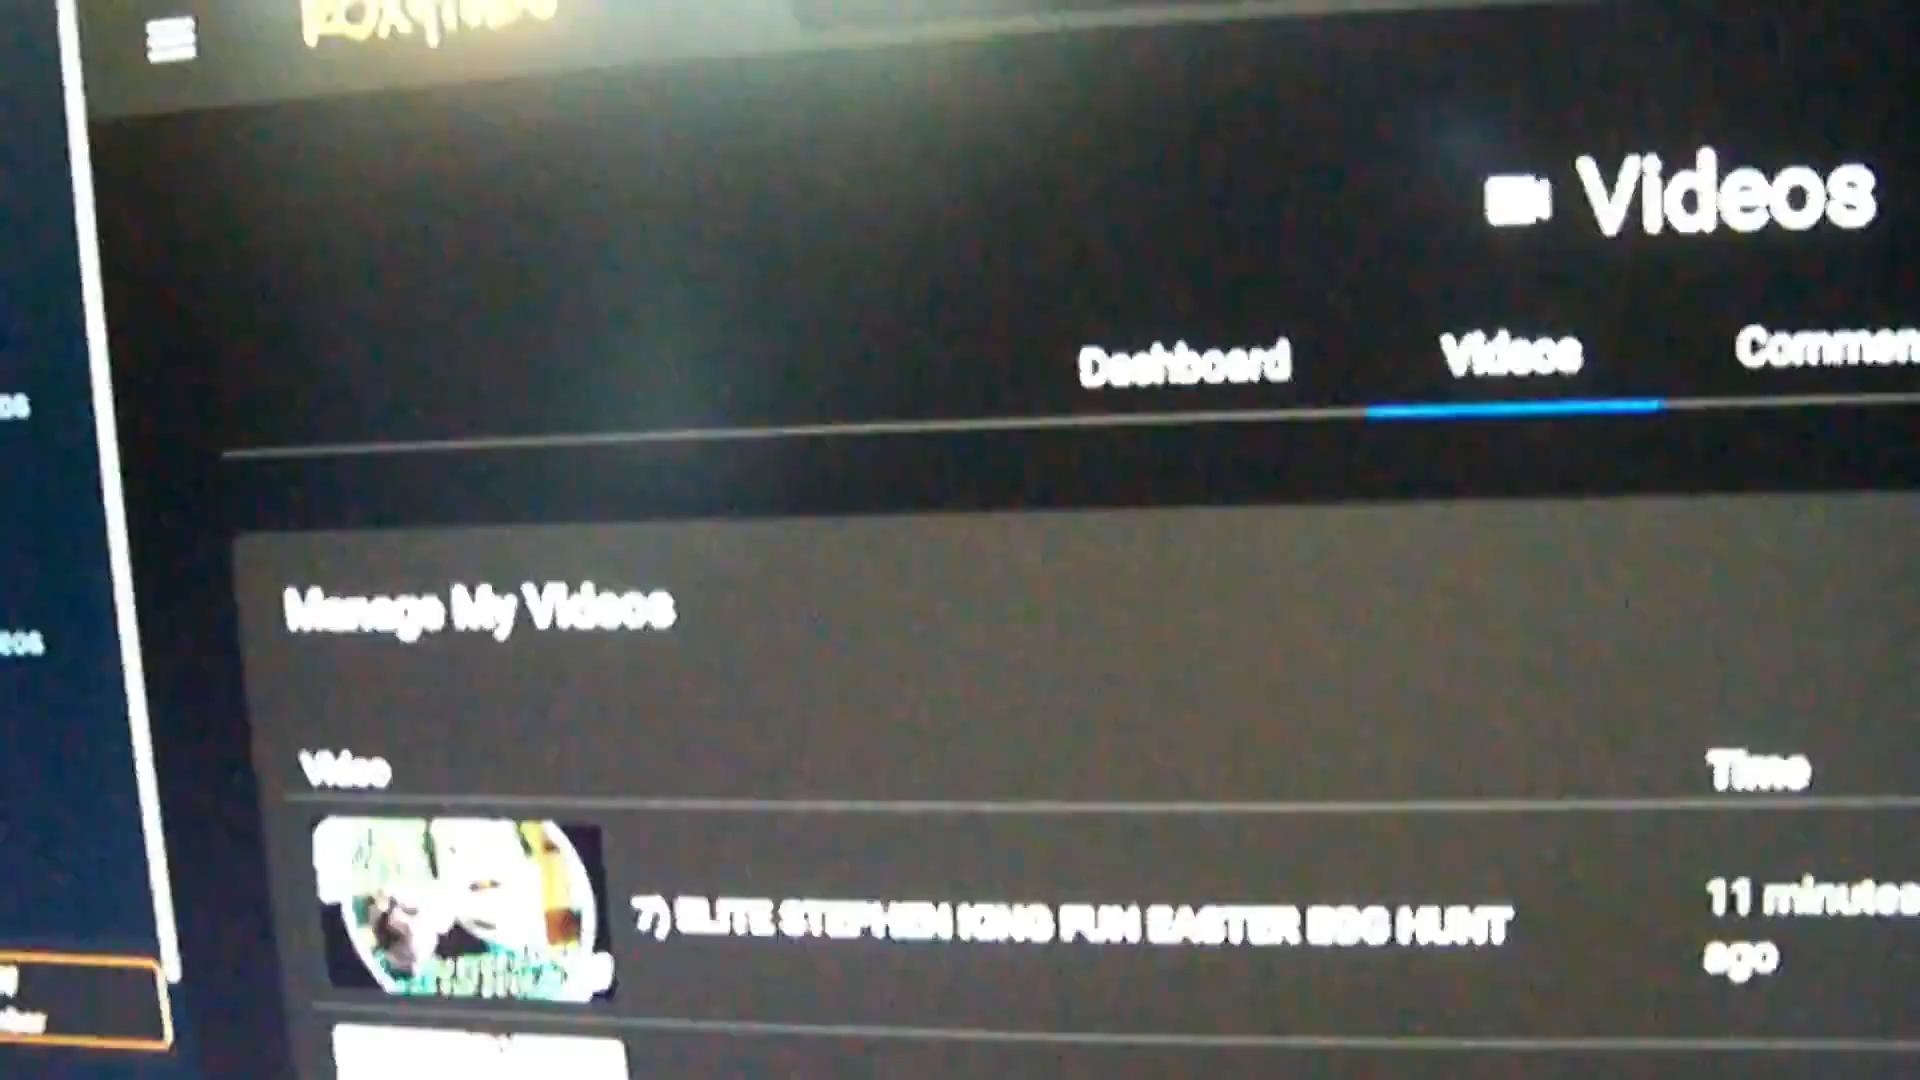 Videos
Dashboard Videos Commen
Manage My Videos
Video Time
7) ELITE STEPHEN KING FUN EASTER EGG HUNT
11 minutes
ago